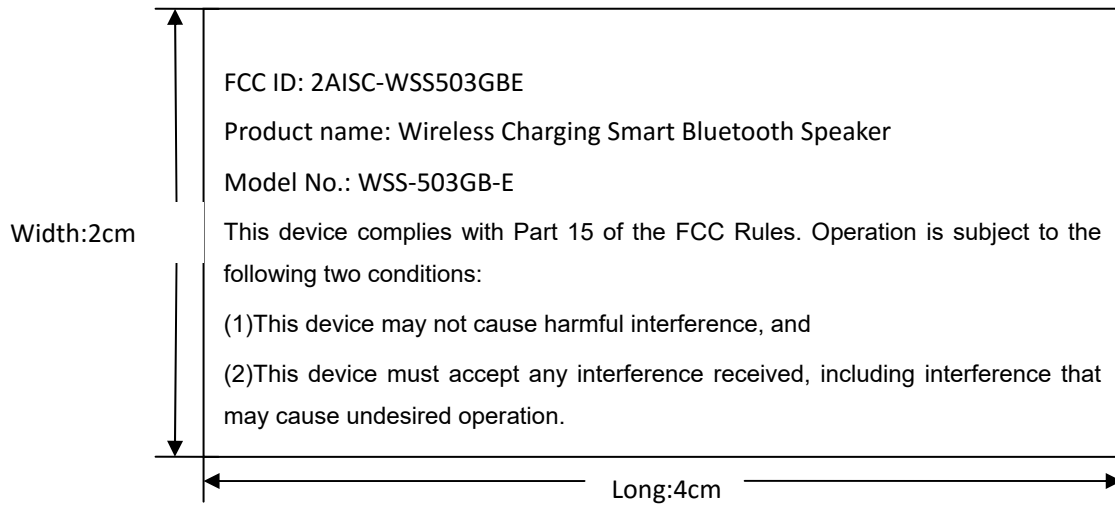 FCC ID: 2AISC-WSS503GBE
Product name: Wireless Charging Smart Bluetooth Speaker
Model No.: WSS-503GB-E
Width:2cm
This device complies with Part 15 of the FCC Rules. Operation is subject to the
following two conditions:
(1)This device may not cause harmful interference, and
(2)This device must accept any interference received, including interference that
may cause undesired operation.
Long:4cm